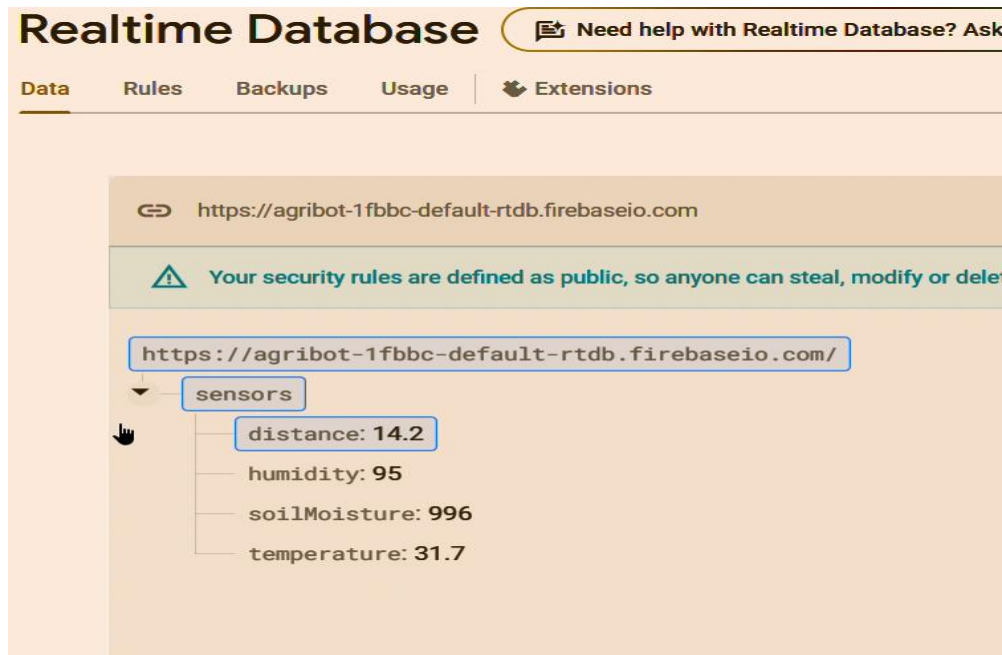 Realtime Database
Need help with Realtime Database? Ask
Data Rules Backups Usage Extensions
https://agribot-1fbbc-default-rtdb.firebaseio.com
Your security rules are defined as public, so anyone can steal, modify or delet
https://agribot-1fbbc-default-rtdb.firebaseio.com/
sensors
distance: 14.2
humidity: 95
soilMoisture: 996
temperature: 31.7